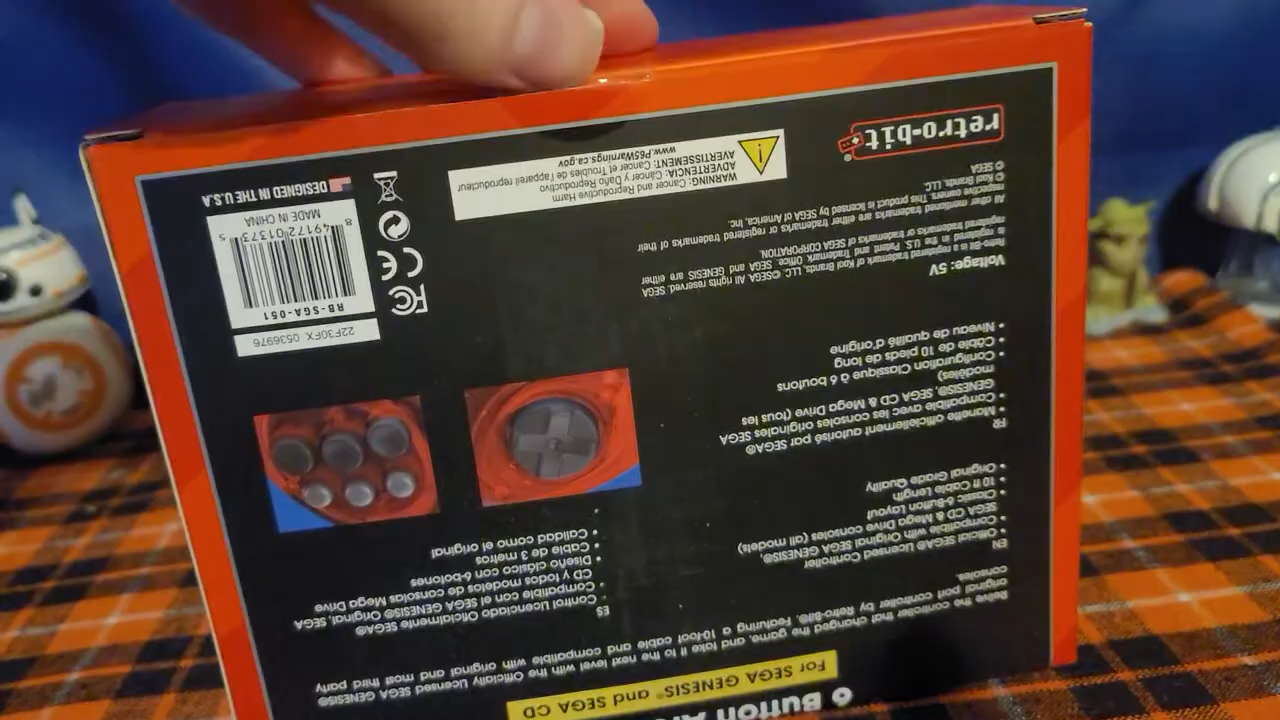 6 Button
For SEGA GENESIS® and SEGA CD
Relive the controller that changed the game, and take it to the next level with the Officially Licensed SEGA GENESIS®
original port controller by Retro-Bit®. Featuring a 10-foot cable and compatible with original and most third party
consoles.
EN
• Official SEGA® Licensed Controller
• Compatible with Original SEGA GENESIS®
SEGA CD & Mega Drive consoles (all models)
• Classic 6-Button Layout
• 10 ft Cable Length
• Original Grade Quality
ES
• Control Licenciado Oficialmente SEGA®
• Compatible con el SEGA GENESIS® Original, SEGA
CD y todos modelos de consolas Mega Drive
• Diseño clásico con 6-botones
• Cable de 3 metros
• Calidad como el original
FR
• Manette officiellement autorisé par SEGA®
• Compatible avec les consoles originales SEGA
GENESIS®, SEGA CD & Mega Drive (tous les
modèles)
• Configuration Classique à 6 boutons
• Câble de 10 pieds de long
• Niveau de qualité d'origine
Voltage: 5V
Retro-Bit is a registered trademark of Kool Brands, LLC. ©SEGA. All rights reserved. SEGA
is registered in the U.S. Patent and Trademark Office. SEGA and GENESIS are either
registered trademarks or trademarks of SEGA CORPORATION.
All other mentioned trademarks are either trademarks or registered trademarks of their
respective owners. This product is licensed by SEGA of America, Inc.
© Kool Brands, LLC.
© SEGA
retro-bit®
WARNING: Cancer and Reproductive Harm
ADVERTENCIA: Cáncer y Daño Reproductivo
AVERTISSEMENT: Cancer et Troubles de l'appareil reproducteur
www.P65Warnings.ca.gov
22F30FX 0536976
RB-SGA-051
8 49172 01373 5
MADE IN CHINA
DESIGNED IN THE U.S.A
FC
CE